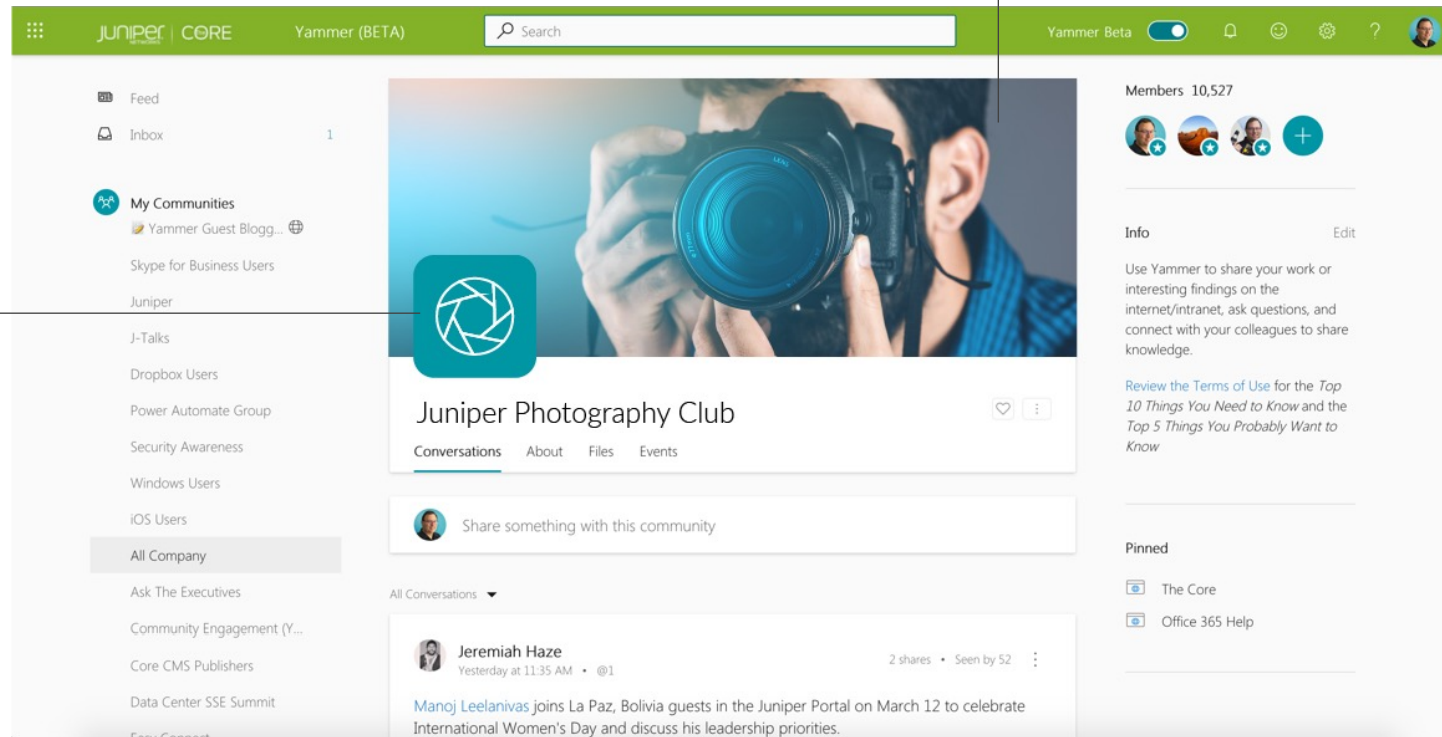 JUNIPER NETWORKS | CORE
Yammer (BETA)
Search
Yammer Beta
?
Feed
Inbox 1
My Communities
Yammer Guest Blogg...
Skype for Business Users
Juniper
J-Talks
Dropbox Users
Power Automate Group
Security Awareness
Windows Users
iOS Users
All Company
Ask The Executives
Community Engagement (Y...
Core CMS Publishers
Data Center SSE Summit
LENS
Juniper Photography Club
Conversations About Files Events
Share something with this community
All Conversations
Jeremiah Haze
Yesterday at 11:35 AM • @1
2 shares • Seen by 52
Manoj Leelanivas joins La Paz, Bolivia guests in the Juniper Portal on March 12 to celebrate
International Women's Day and discuss his leadership priorities.
Members 10,527
Info Edit
Use Yammer to share your work or
interesting findings on the
internet/intranet, ask questions, and
connect with your colleagues to share
knowledge.
Review the Terms of Use for the Top
10 Things You Need to Know and the
Top 5 Things You Probably Want to
Know
Pinned
The Core
Office 365 Help